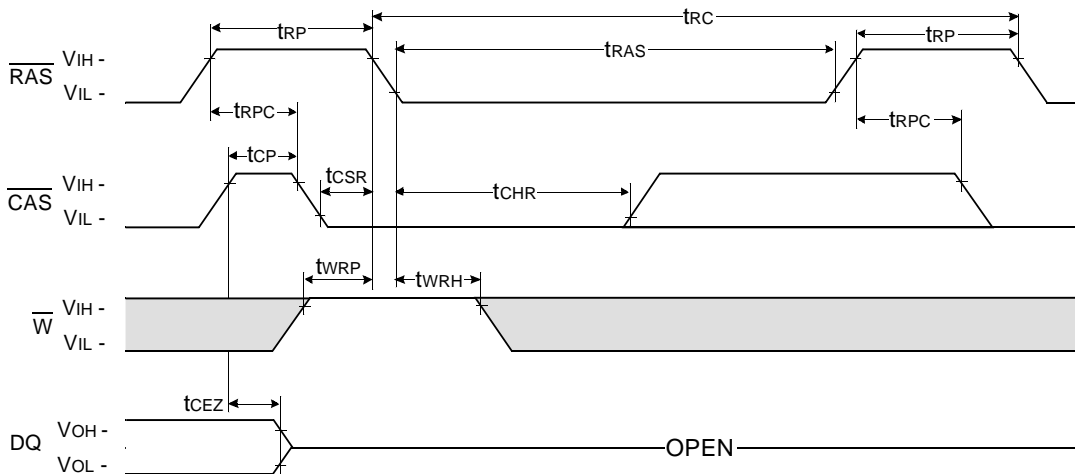 tRP
tRC
tRAS
tRP
RAS
VIH -
VIL -
tRPC
tRPC
tCP
tCSR
tCHR
CAS
VIH -
VIL -
tWRP
tWRH
W
VIH -
VIL -
tCEZ
DQ
VOH -
VOL -
OPEN